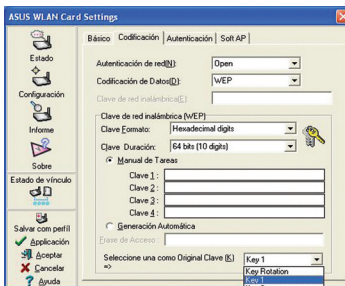 ASUS WLAN Card Settings
Estado
Configuración
Informe
Sobre
Estado de vínculo
Salvar com perfíl
Applicación
Aceptar
Cancelar
Ayuda
Básico Codificación Autenticación Soft AP
Autenticación de red(N): Open
Codificación de Datos(D): WEP
Clave de red inalámbrica(E):
Clave de red inalámbrica (WEP)
Clave Formato: Hexadecimal digits
Qave Duración: 64 bits (10 digits)
Manual de Tareas
Clave 1 :
Clave 2 :
Clave 3 :
Clave 4 :
Generación Automática
Frase de Acceso :
Seleccione una como Original Clave (K) Key 1
=>
Key Rotation
Key 1